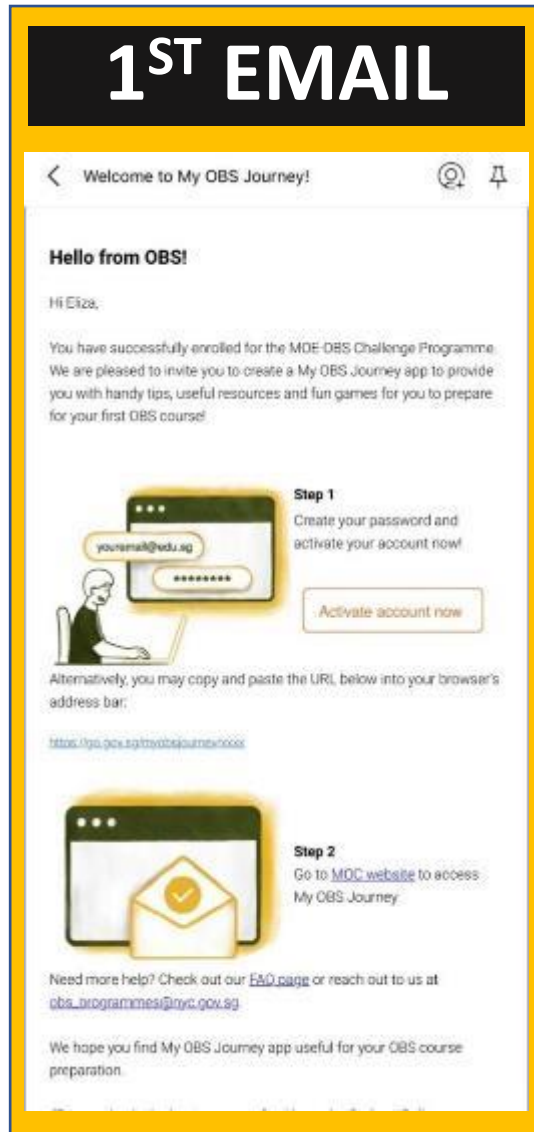 1ST EMAIL
Welcome to My OBS Journey!
Hello from OBS!
Hi Eliza,
You have successfully enrolled for the MOE-OBS Challenge Programme.
We are pleased to invite you to create a My OBS Journey app to provide
you with handy tips, useful resources and fun games for you to prepare
for your first OBS course!
Step 1
Create your password and
activate your account now!
youremail@edu.sg
********
Activate account now
Alternatively, you may copy and paste the URL below into your browser's
address bar:
https://go.gov.sg/myobsjourneyxxxx
Step 2
Go to MOC website to access
My OBS Journey
Need more help? Check out our FAQ page or reach out to us at
obs_programmes@nyc.gov.sg.
We hope you find My OBS Journey app useful for your OBS course
preparation.